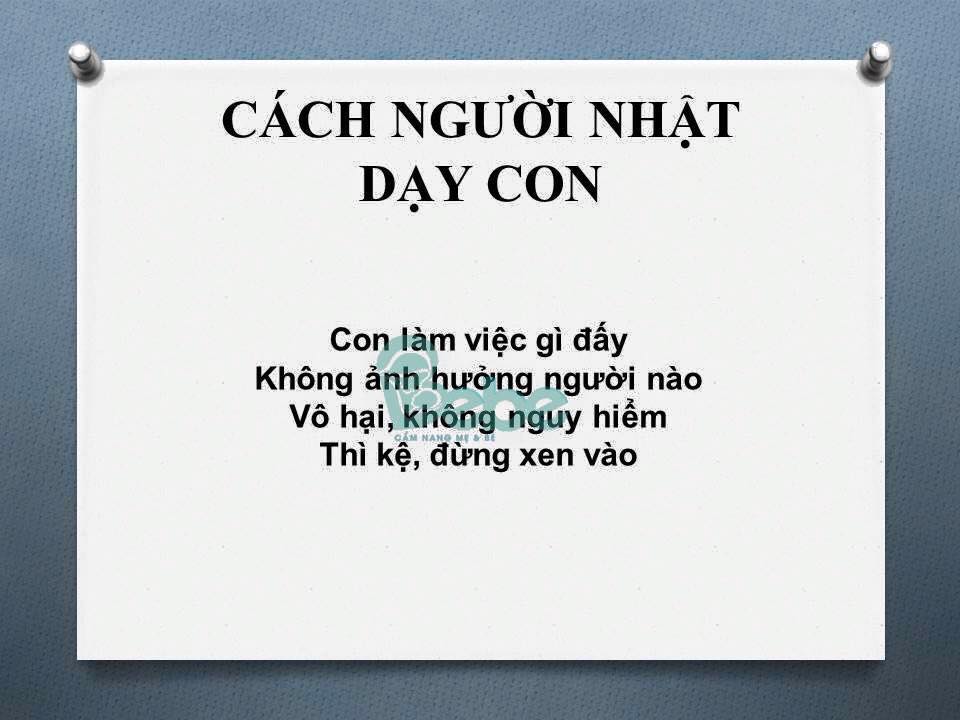 CÁCH NGƯỜI NHẬT
DẠY CON
Con làm việc gì đấy
Không ảnh hưởng người nào
Vô hại, không nguy hiểm
Thì kệ, đừng xen vào
Bebe
CẨM NANG MẸ & BÉ